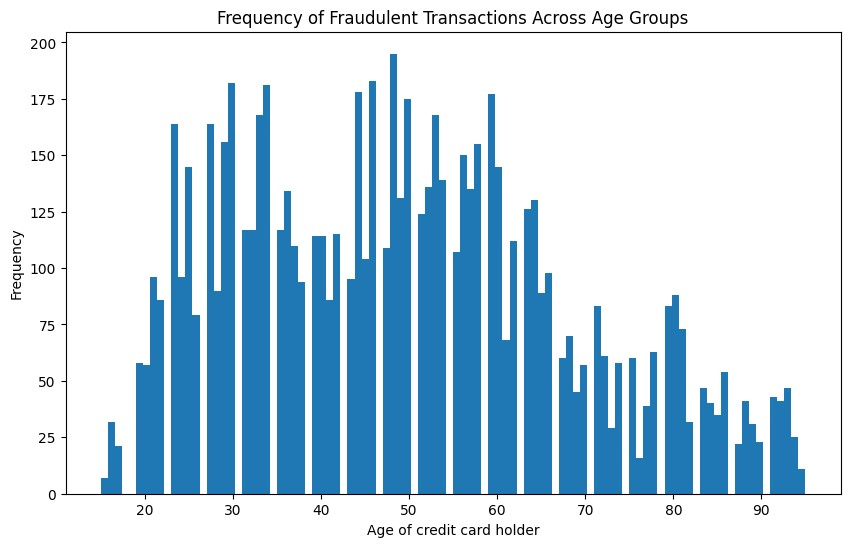 Frequency of Fraudulent Transactions Across Age Groups
200
175
150
125
100
75
50
25
0
Frequency
20 30 40 50 60 70 80 90
Age of credit card holder